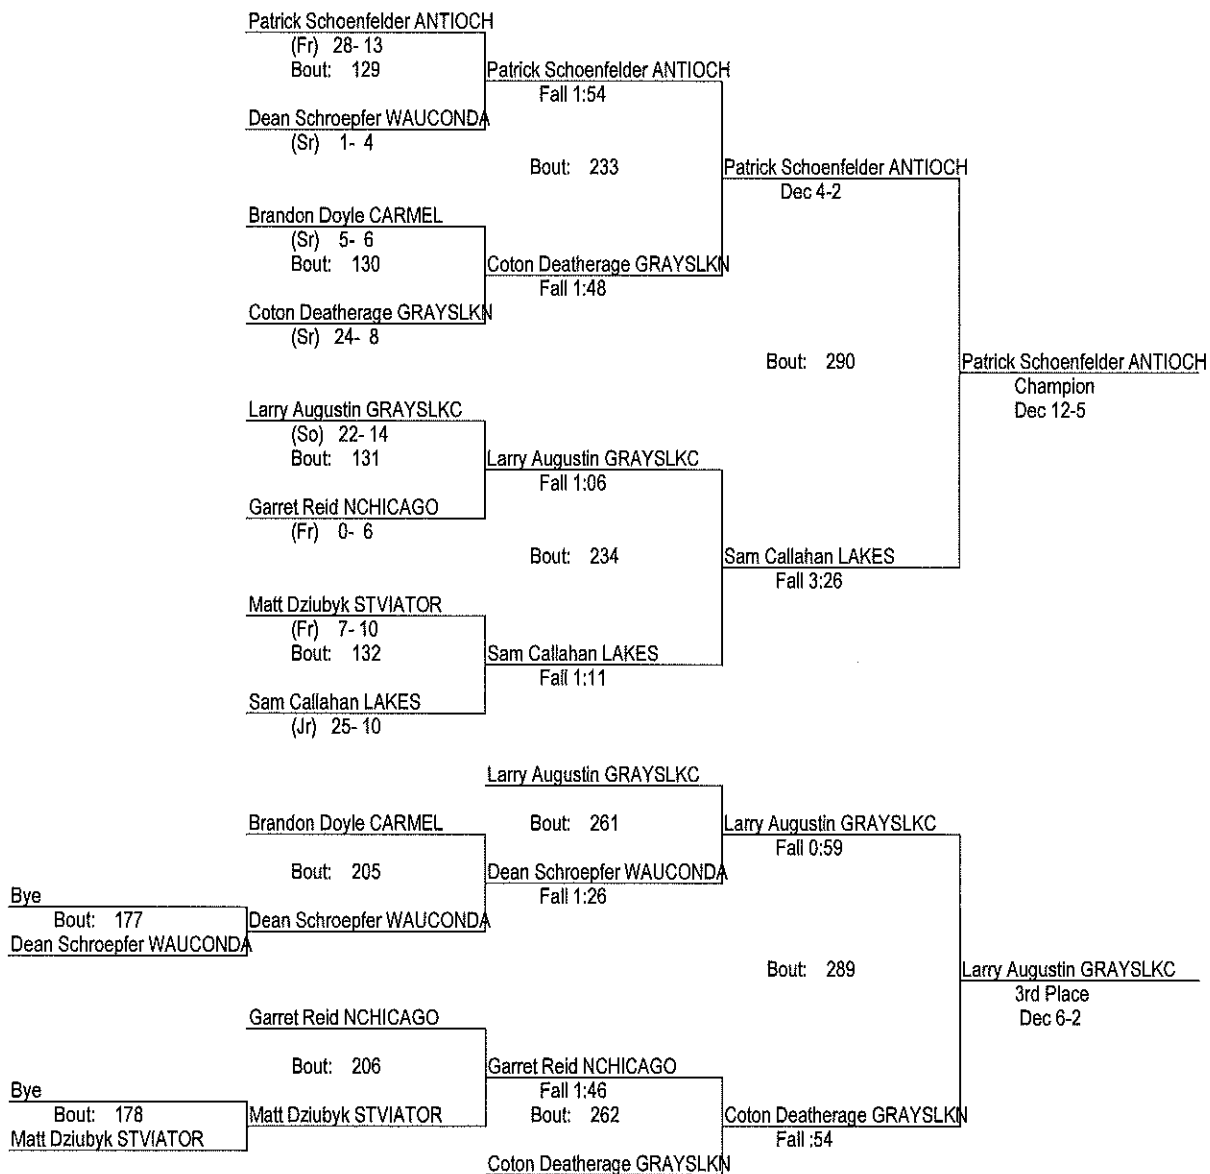 Patrick Schoenfelder ANTIOCH
(Fr) 28- 13
Bout: 129
Patrick Schoenfelder ANTIOCH
Fall 1:54
Dean Schroepfer WAUCONDA
(Sr) 1- 4
Bout: 233
Patrick Schoenfelder ANTIOCH
Dec 4-2
Brandon Doyle CARMEL
(Sr) 5- 6
Bout: 130
Coton Deatherage GRAYSLKN
Fall 1:48
Coton Deatherage GRAYSLKN
(Sr) 24- 8
Bout: 290
Patrick Schoenfelder ANTIOCH
Champion
Dec 12-5
Larry Augustin GRAYSLKC
(So) 22- 14
Bout: 131
Larry Augustin GRAYSLKC
Fall 1:06
Garret Reid NCHICAGO
(Fr) 0- 6
Bout: 234
Sam Callahan LAKES
Fall 3:26
Matt Dziubyk STVIATOR
(Fr) 7- 10
Bout: 132
Sam Callahan LAKES
Fall 1:11
Sam Callahan LAKES
(Jr) 25- 10
Larry Augustin GRAYSLKC
Brandon Doyle CARMEL
Bout: 261
Larry Augustin GRAYSLKC
Fall 0:59
Bout: 205
Dean Schroepfer WAUCONDA
Fall 1:26
Bye
Bout: 177
Dean Schroepfer WAUCONDA
Dean Schroepfer WAUCONDA
Bout: 289
Larry Augustin GRAYSLKC
3rd Place
Dec 6-2
Garret Reid NCHICAGO
Bout: 206
Garret Reid NCHICAGO
Fall 1:46
Bye
Bout: 178
Matt Dziubyk STVIATOR
Matt Dziubyk STVIATOR
Bout: 262
Coton Deatherage GRAYSLKN
Fall :54
Coton Deatherage GRAYSLKN